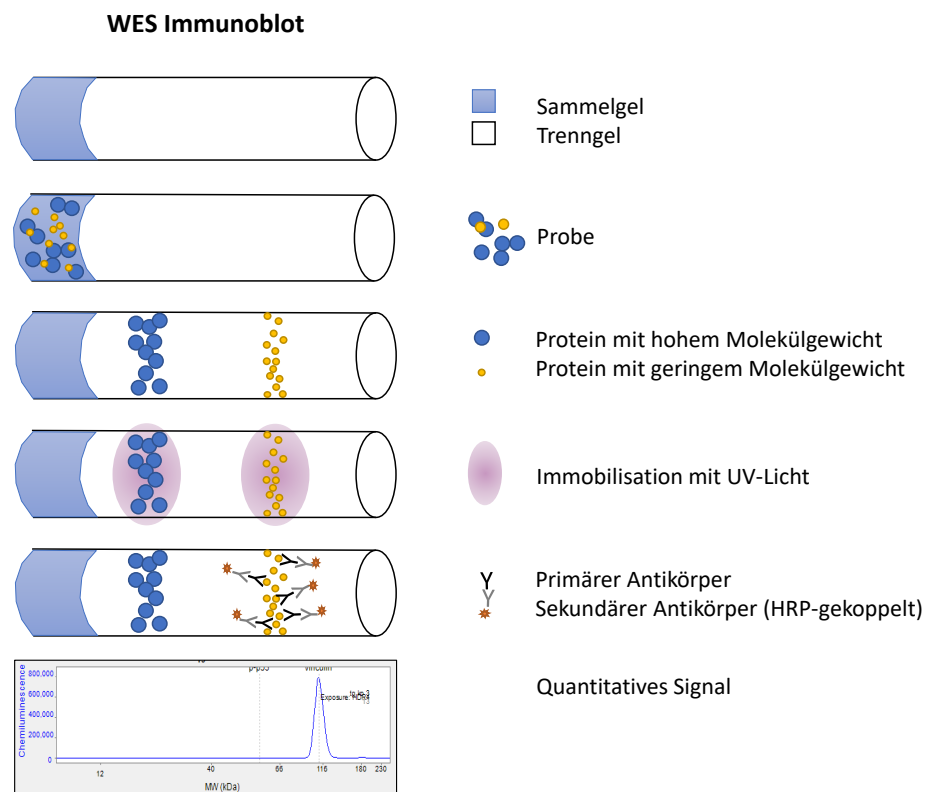 WES Immunoblot
Sammelgel
Trenngel
Probe
Protein mit hohem Molekülgewicht
Protein mit geringem Molekülgewicht
Immobilisation mit UV-Licht
Primärer Antikörper
Sekundärer Antikörper (HRP-gekoppelt)
Quantitatives Signal
Chemiluminescence
800,000
600,000
400,000
200,000
0
Exposure:
12
40
66
116
180
230
MW (kDa)